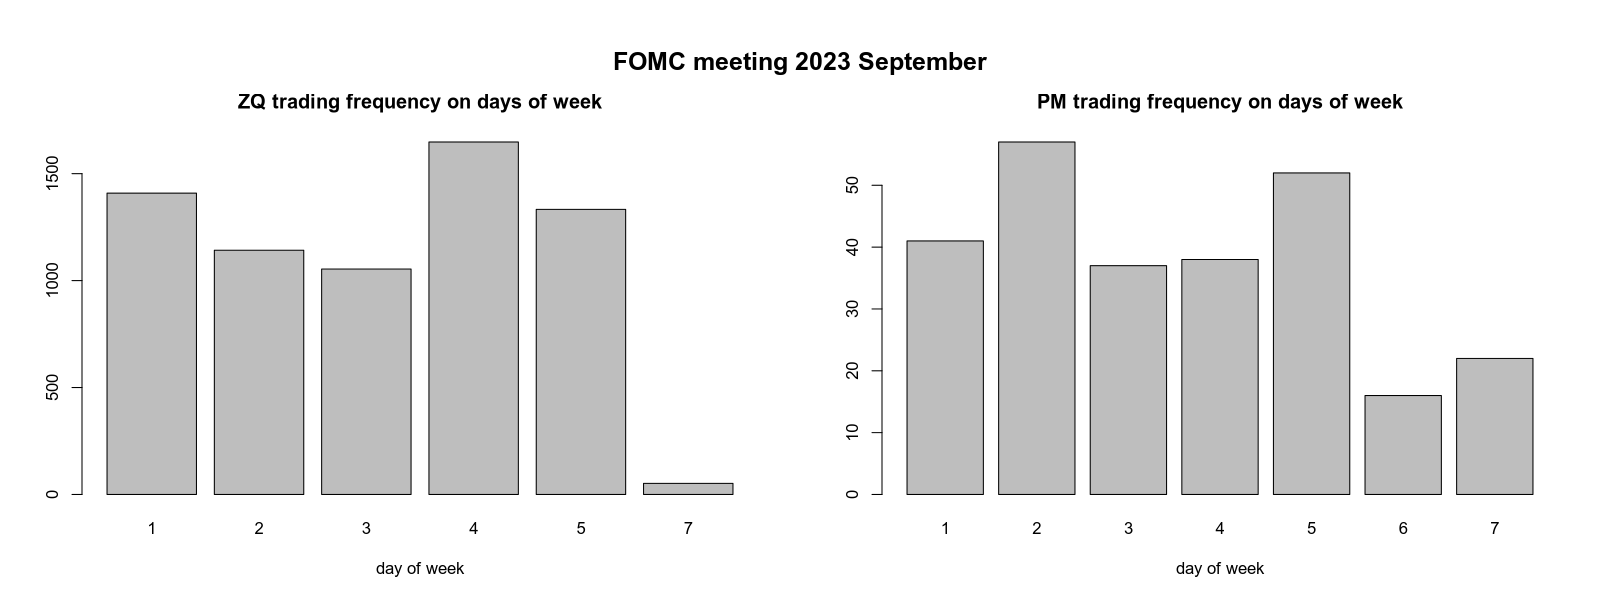 FOMC meeting 2023 September
ZQ trading frequency on days of week
1500
1000
500
0
1 2 3 4 5 7
day of week
PM trading frequency on days of week
50
40
30
20
10
0
1 2 3 4 5 6 7
day of week